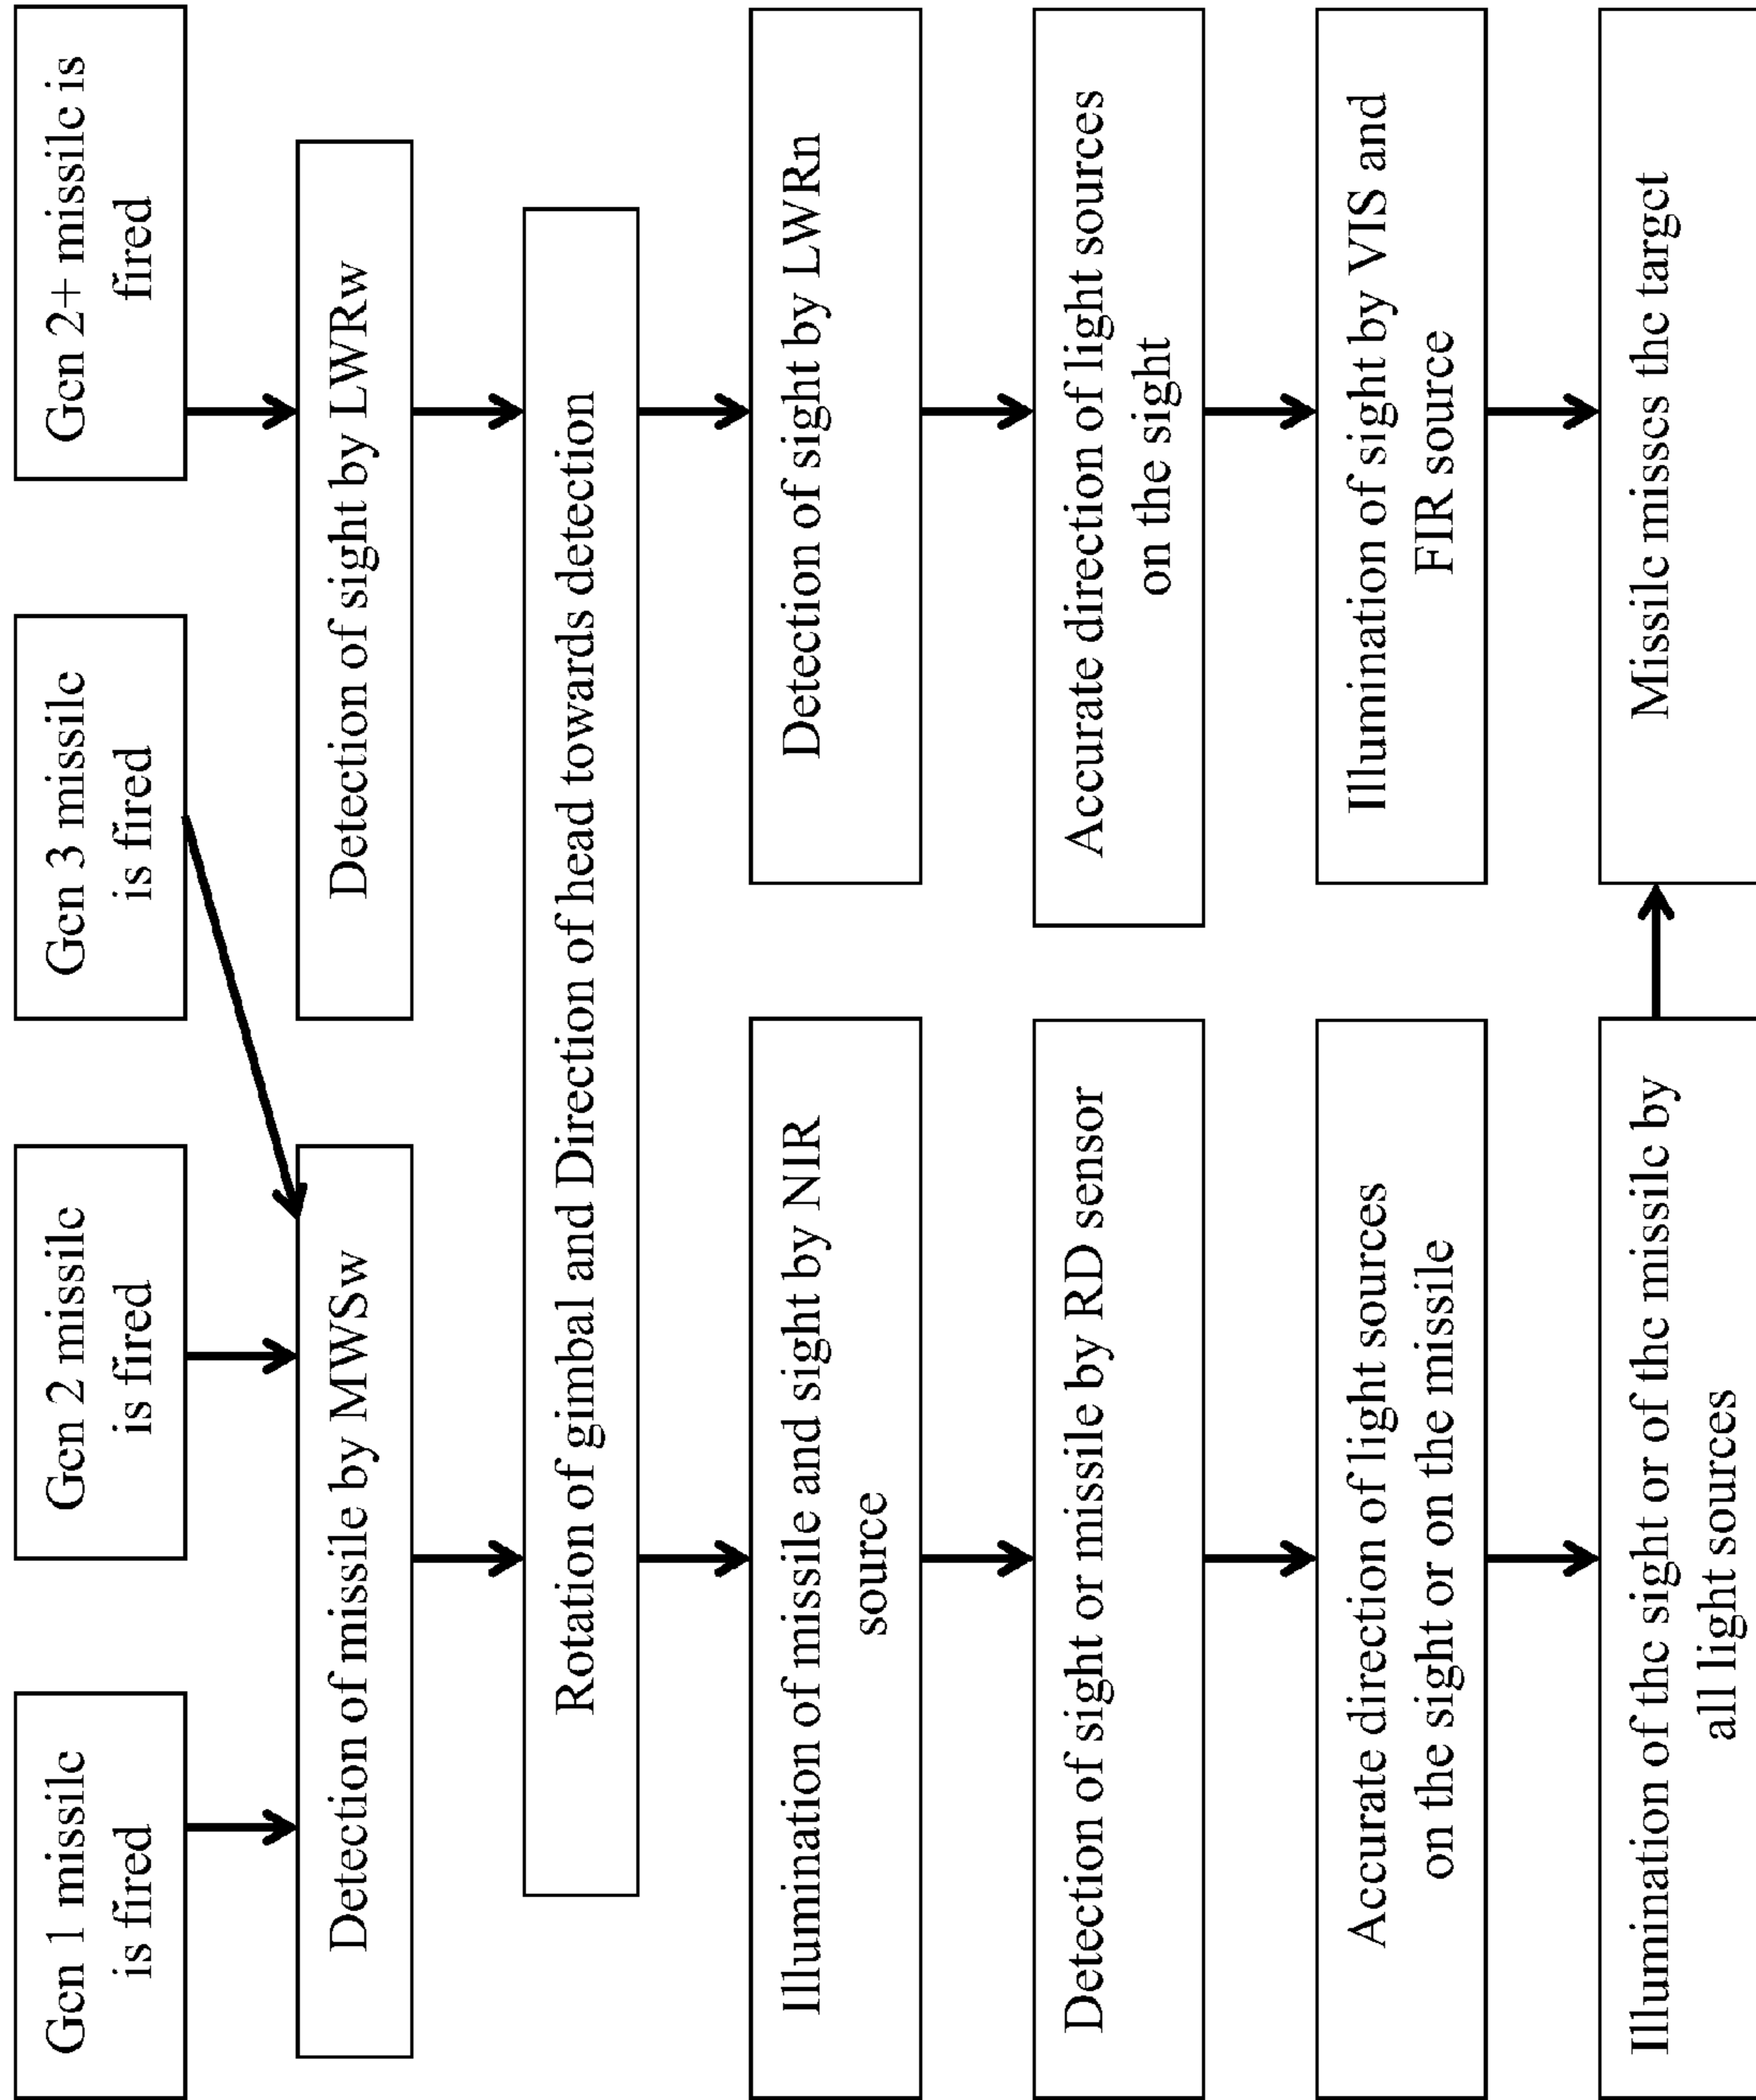 Gen 1 missile
is fired
Gen 2 missile
is fired
Gen 3 missile
is fired
Gen 2+ missile is
fired
Detection of missile by MWSw
Detection of sight by LWRw
Rotation of gimbal and Direction of head towards detection
Illumination of missile and sight by NIR
source
Detection of sight by LWRn
Detection of sight or missile by RD sensor
Accurate direction of light sources
on the sight
Accurate direction of light sources
on the sight or on the missile
Illumination of sight by VIS and
FIR source
Illumination of the sight or of the missile by
all light sources
Missile misses the target